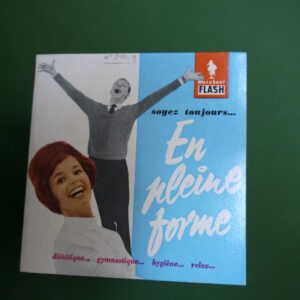 Marabout
FLASH
soyez toujours...
En
pleine
forme
diététique... gymnastique... hygiène... relax...